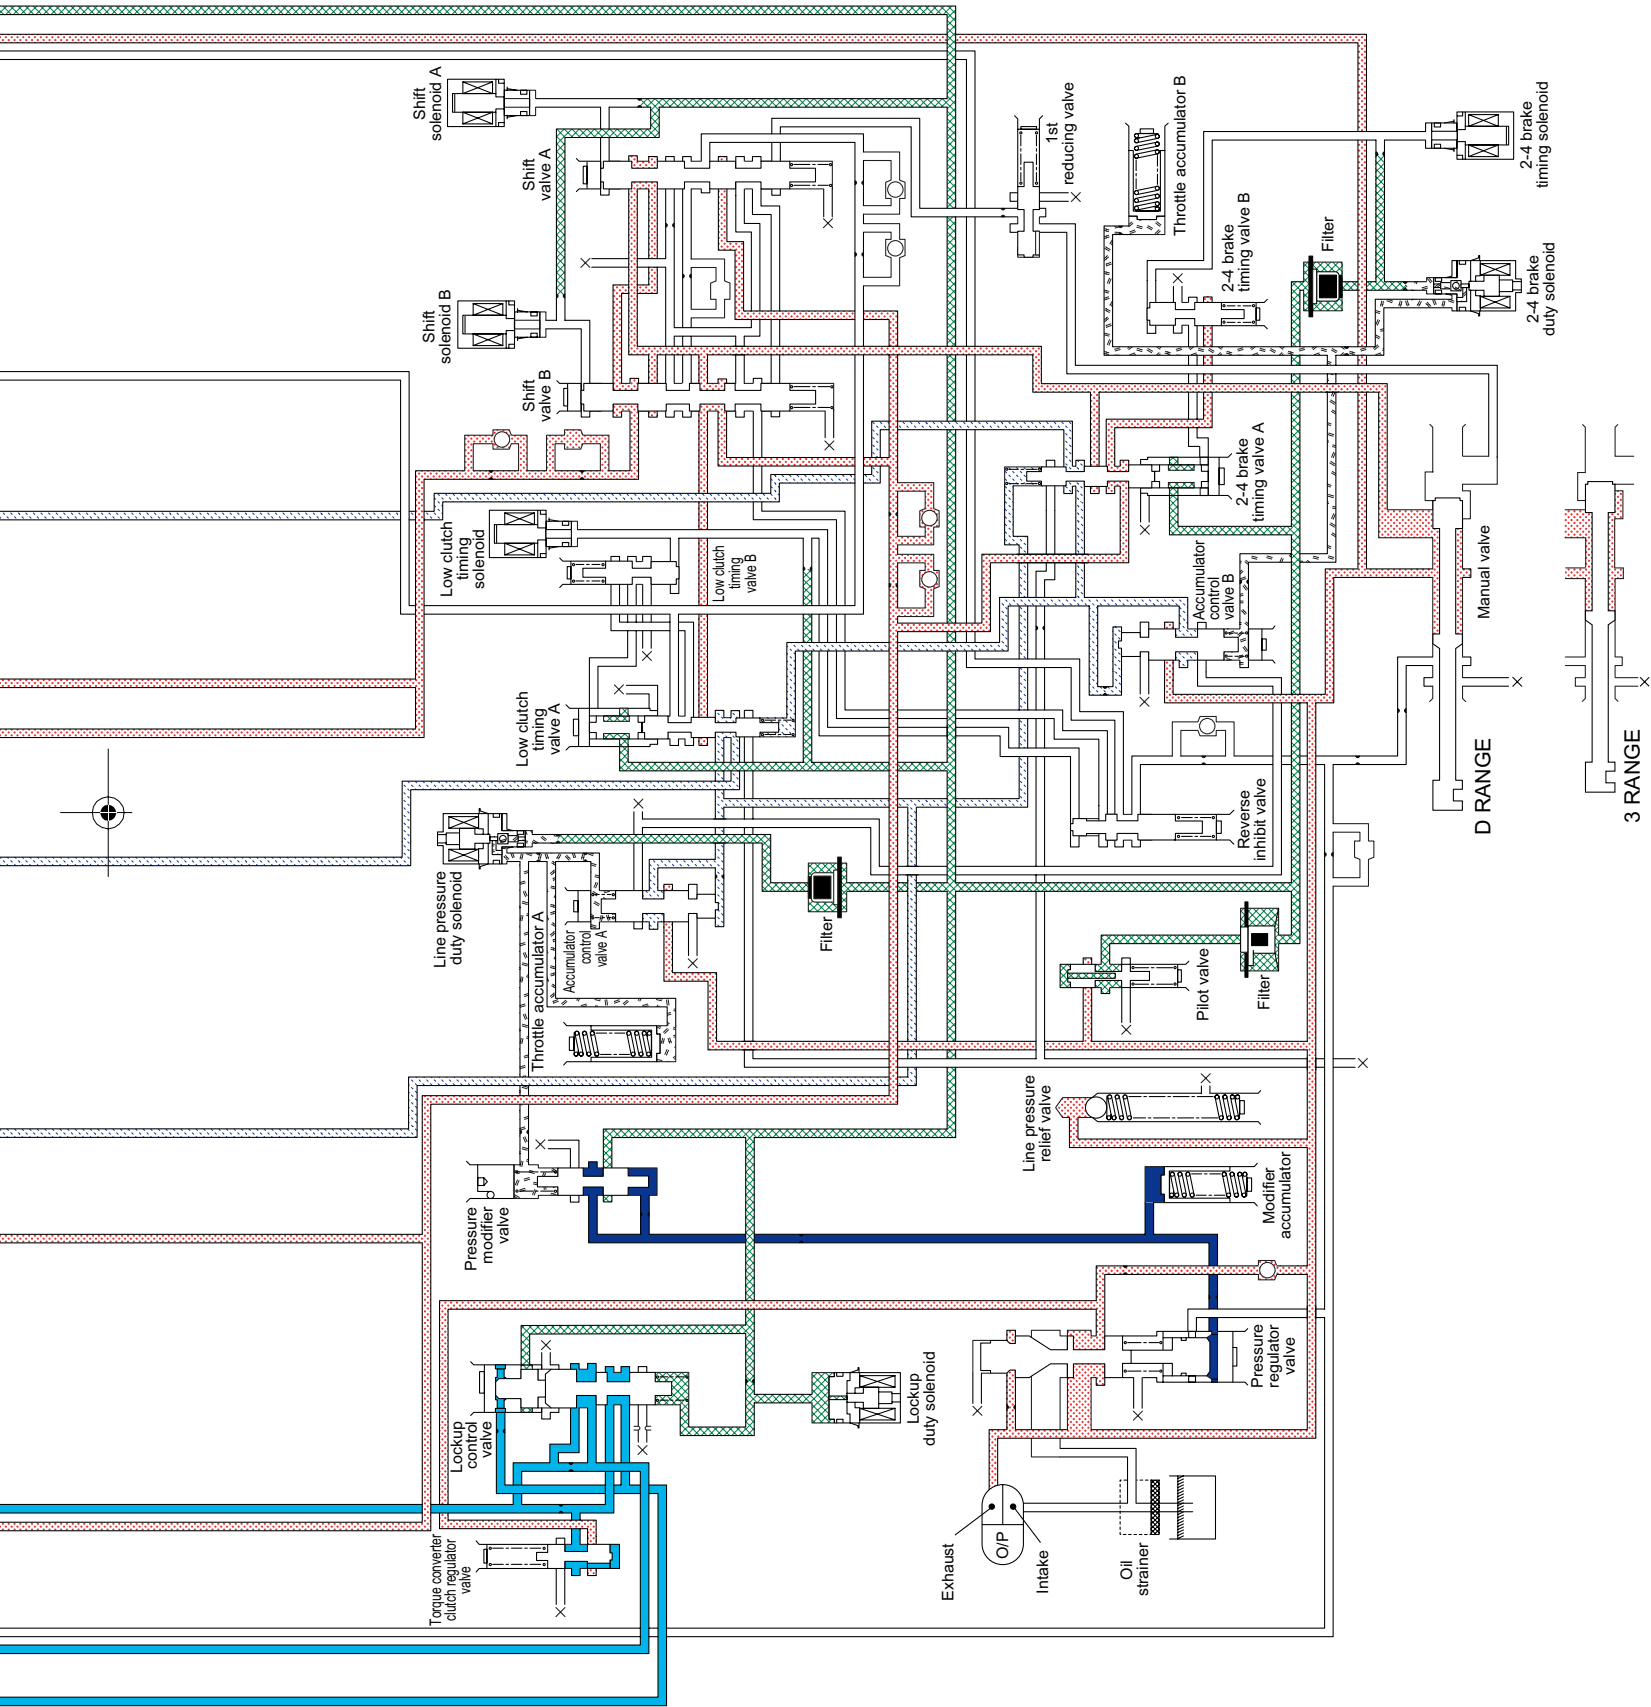 Shift
solenoid A
Shift
valve A
1st
reducing valve
Throttle accumulator B
2-4 brake
timing solenoid
Shift
solenoid B
Shift
valve B
2-4 brake
timing valve B
Filter
2-4 brake
duty solenoid
Low clutch
timing
solenoid
Low clutch
timing
valve B
2-4 brake
timing valve A
Accumulator
control
valve B
Manual valve
Low clutch
timing
valve A
Reverse
inhibit valve
D RANGE
3 RANGE
Line pressure
duty solenoid
Throttle accumulator A
Accumulator
control
valve A
Filter
Pilot valve
Filter
Line pressure
relief valve
Pressure
modifier
valve
Modifier
accumulator
Lockup
control
valve
Lockup
duty solenoid
Pressure
regulator
valve
Torque converter
clutch regulator
valve
Exhaust
O/P
Intake
Oil
strainer